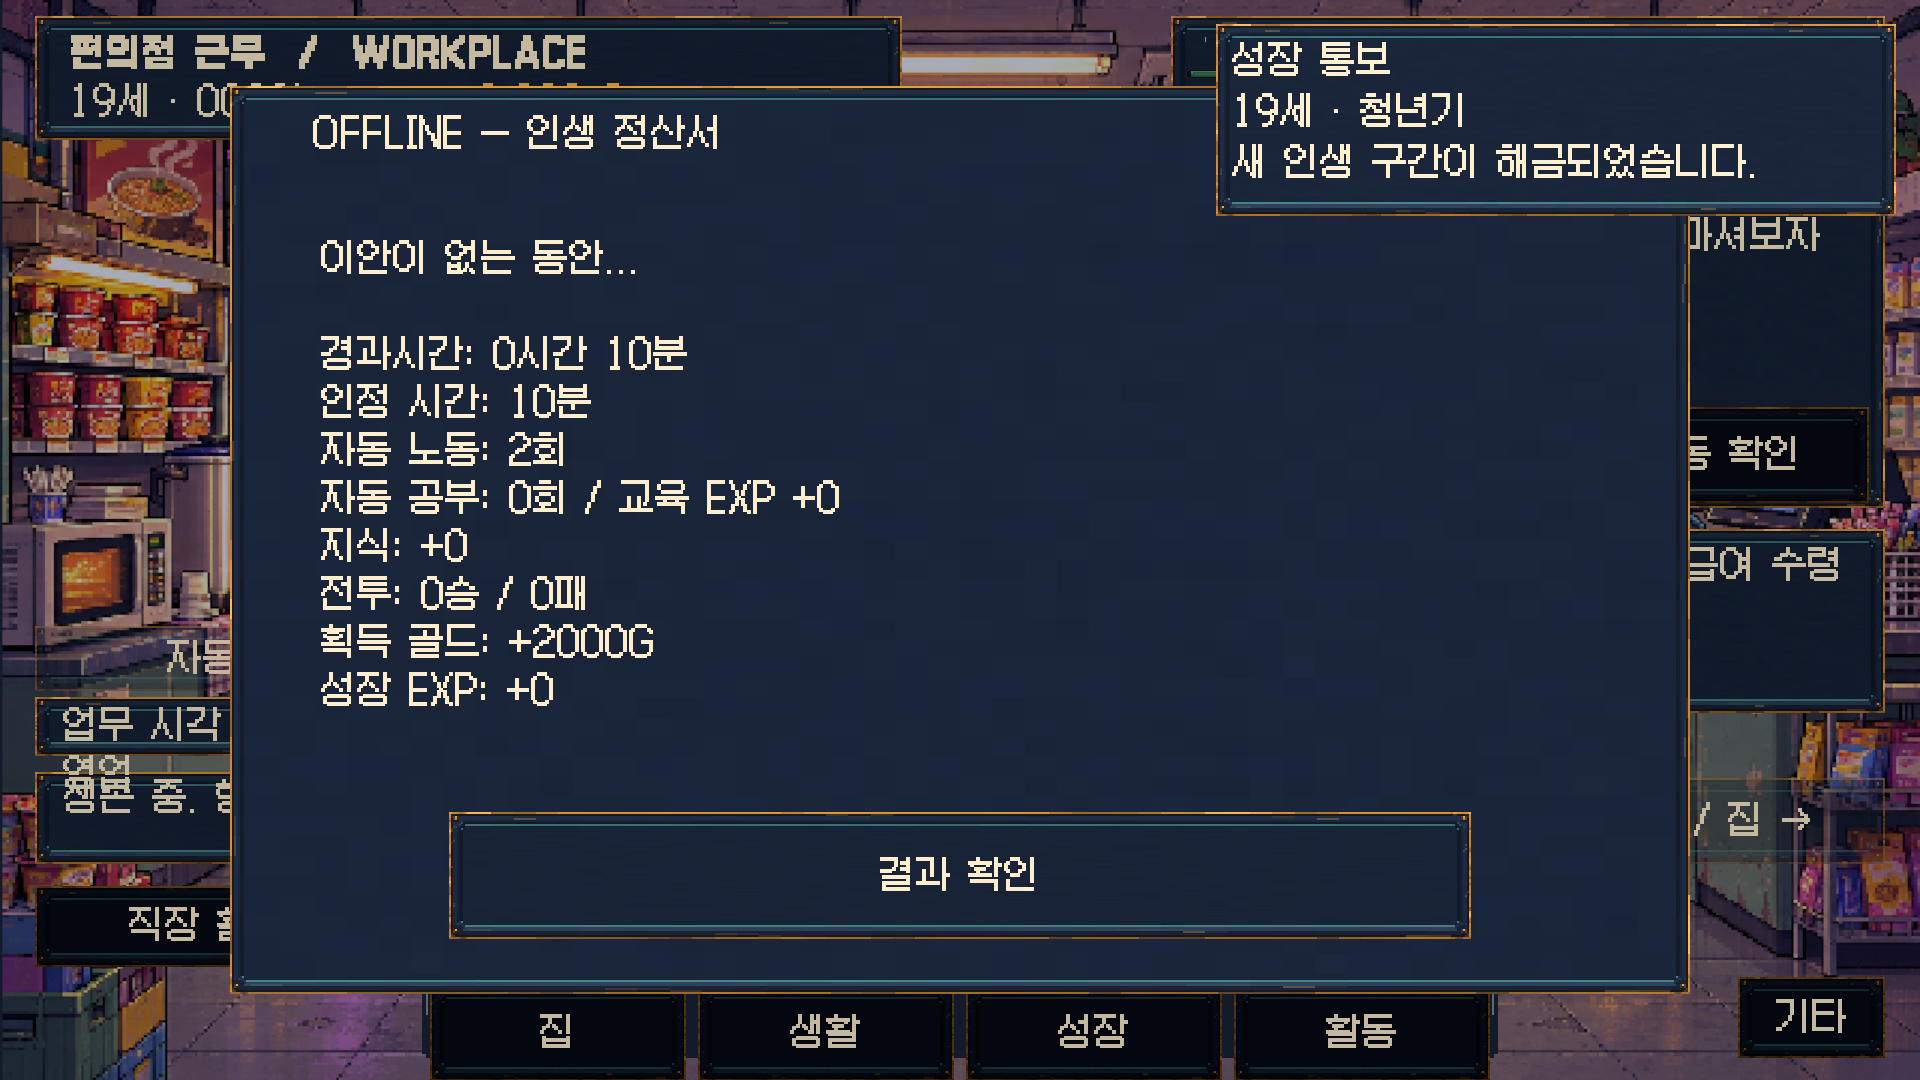 편의점 근무 / WORKPLACE
19세 · 0
성장 통보
19세 · 청년기
새 인생 구간이 해금되었습니다.
OFFLINE – 인생 정산서
이안이 없는 동안...
마셔보자
경과시간: 0시간 10분
인정 시간: 10분
자동 노동: 2회
동 확인
자동 공부: 0회 / 교육 EXP +0
지식: +0
급여 수령
전투: 0승 / 0패
획득 골드: +2000G
자동
성장 EXP: +0
업무 시각
영업
중.
/ 집 →
결과 확인
직장
집
생활
성장
활동
기타